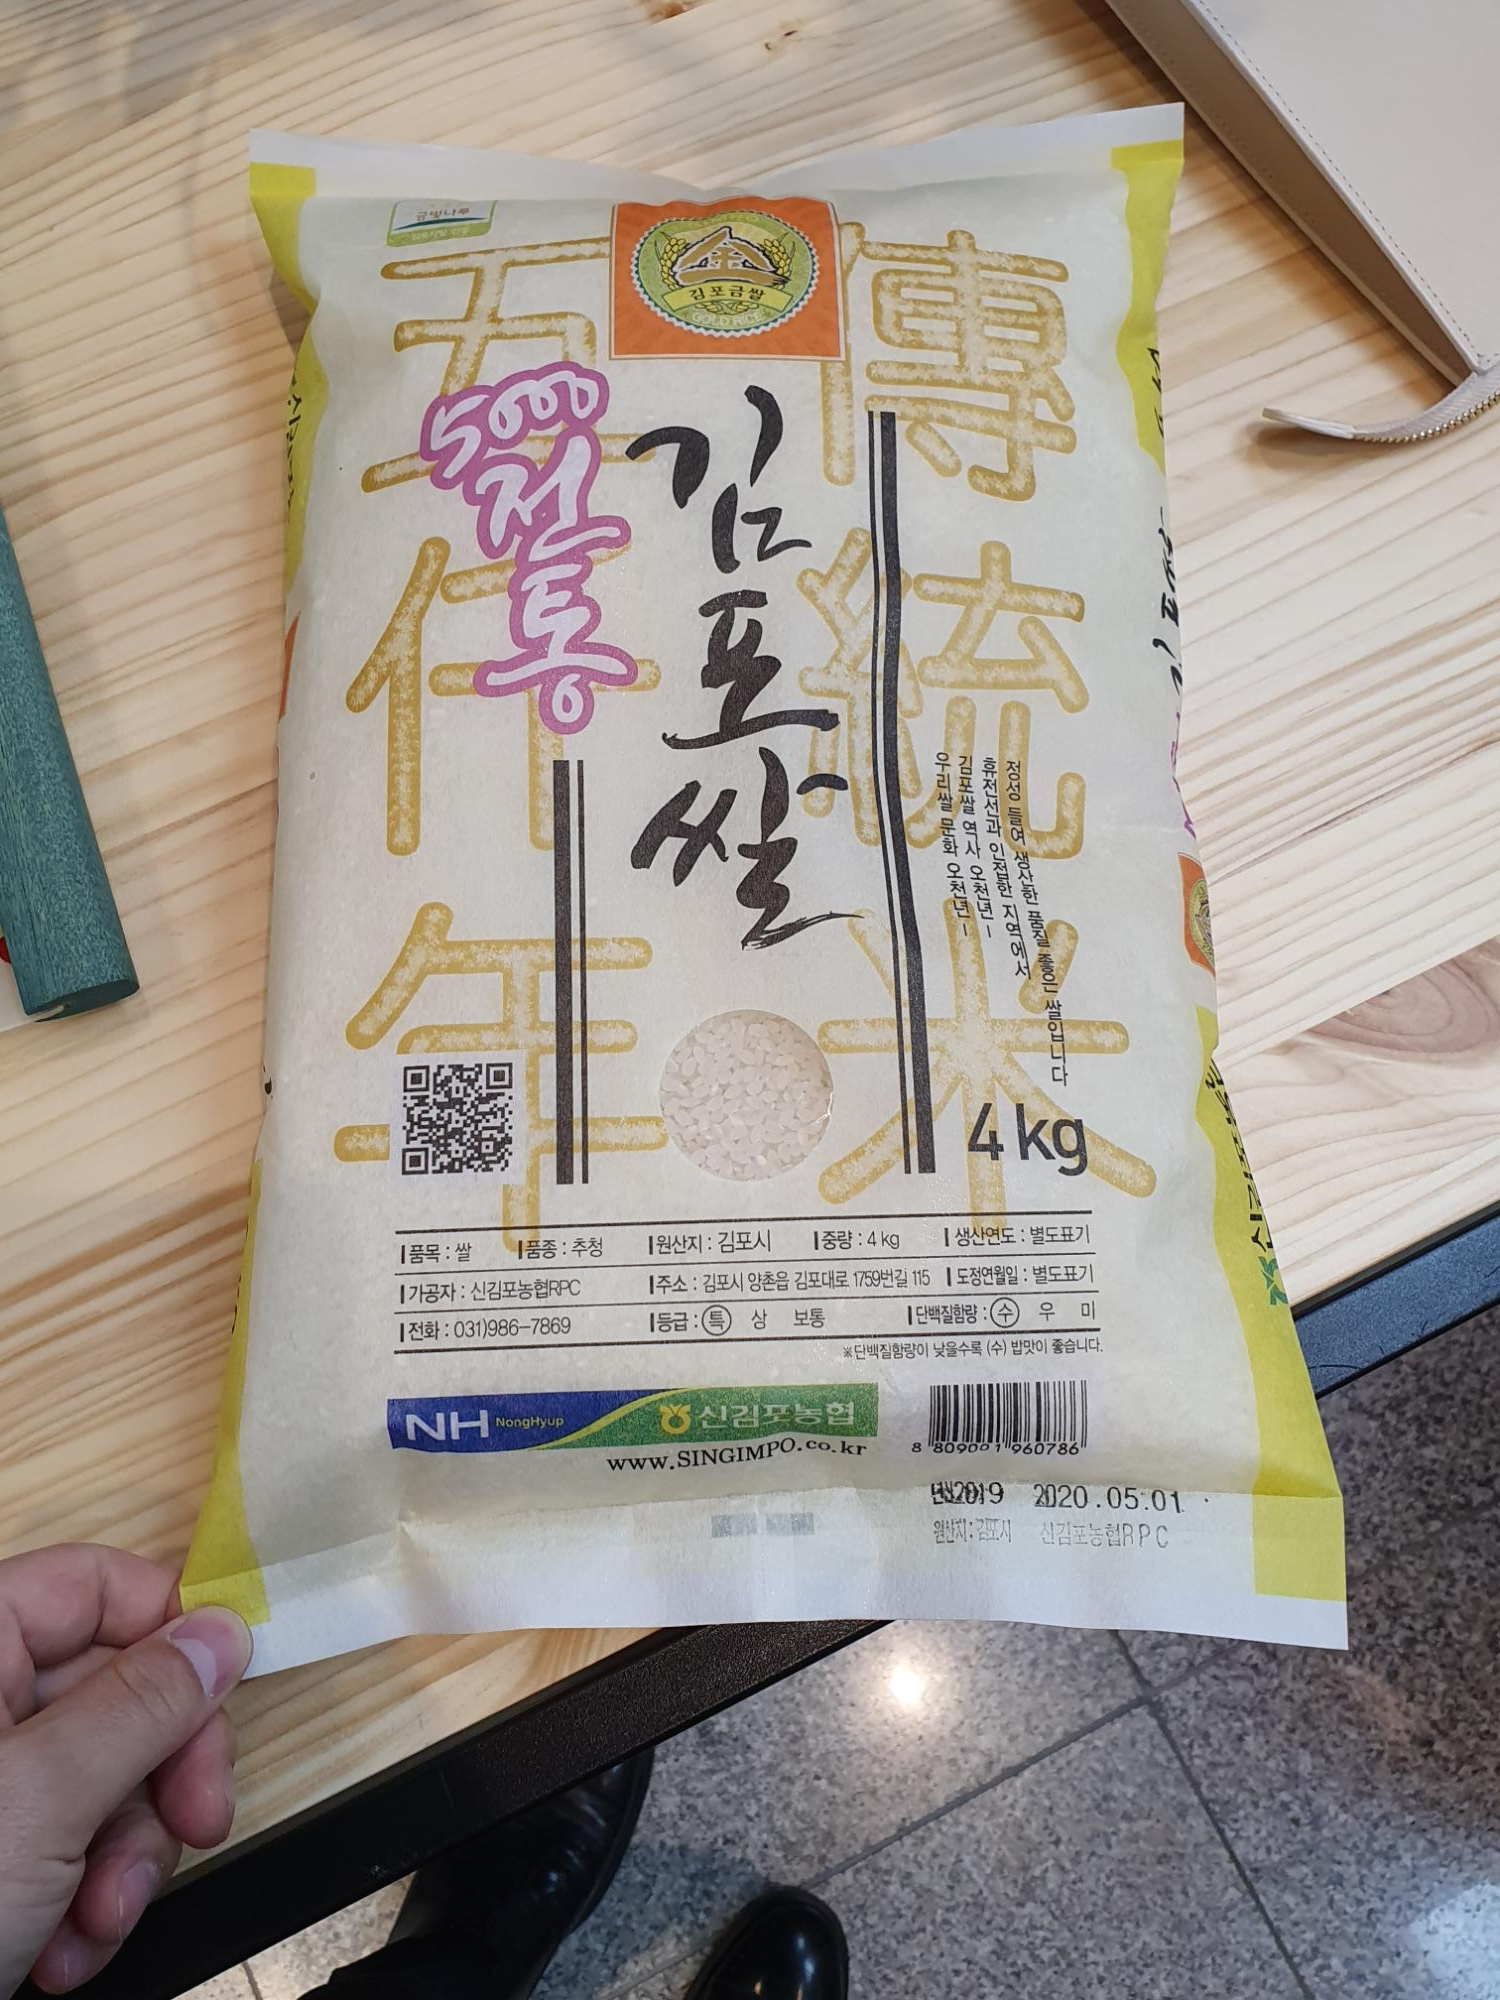 금빛나루
김포금쌀
GOLD RICE
傳統米
五仟年
5000
전통
김포쌀
우리쌀 문화 오천년 -
김포쌀 역사 오천년 -
휴전선과 인접한 지역에서
정성 들여 생산한 품질 좋은 쌀입니다
4 kg
품목 : 쌀 품종 : 추청 원산지 : 김포시 중량 : 4 kg 생산연도 : 별도표기
가공자 : 신김포농협RPC 주소 : 김포시 양촌읍 김포대로 1759번길 115 도정연월일 : 별도표기
전화 : 031)986-7869 등급 : 특 상 보통 단백질함량 : 수 우 미
※단백질함량이 낮을수록 (수) 밥맛이 좋습니다.
NH NongHyup 신김포농협
www.SINGIMPO.co.kr
8 809001 960786
2019 2020.05.01
원산지:김포시 신김포농협RPC